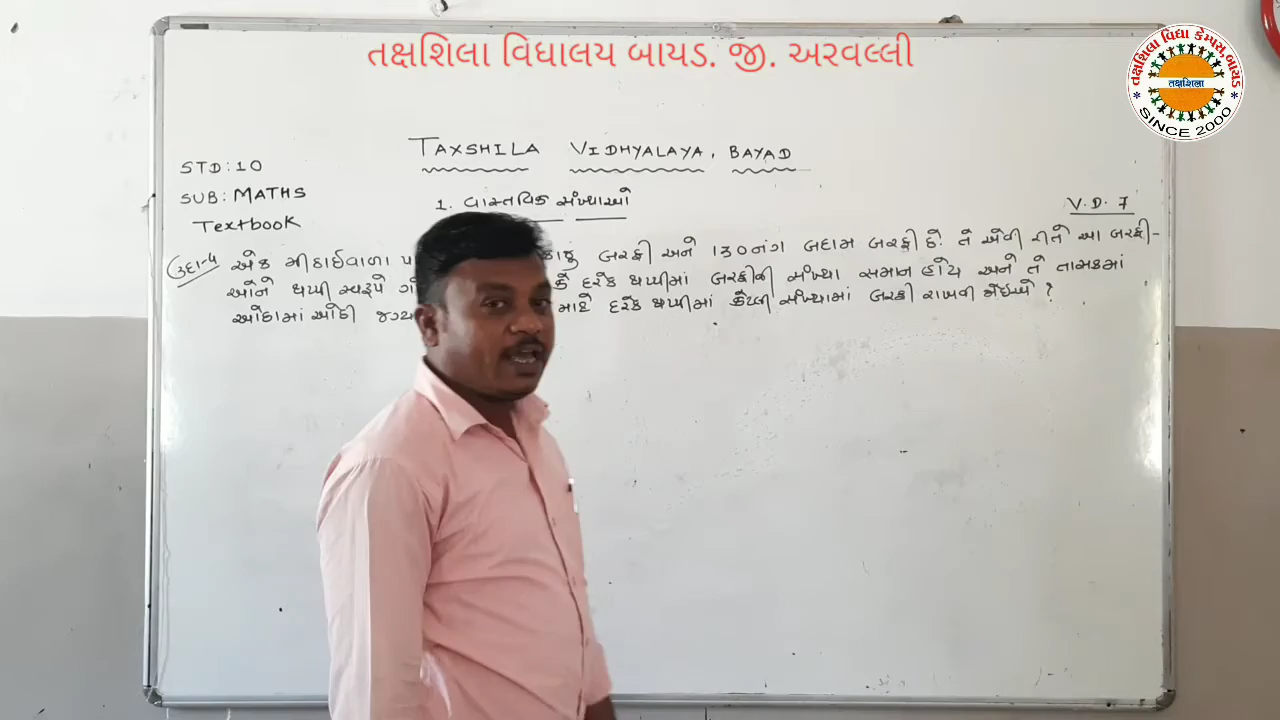 તક્ષશિલા વિદ્યાલય બાયડ. જી. અરવલ્લી
તક્ષશિલા વિદ્યા કેમ્પસ, બાયડ
તક્ષશિલા
SINCE 2000
TAXSHILA VIDHYALAYA, BAYAD
STD: 10
SUB: MATHS
Textbook
1. વાસ્તવિક સંખ્યાઓ
V.D. 7
ઉદા-4 એક મીઠાઈવાળા કાજુ બરફી અને 130 નંગ બદામ બરફી છે. તે એવી રીતે આ બરફી-
ઓને થપ્પી સ્વરૂપે કે દરેક થપ્પીમાં બરફીની સંખ્યા સમાન હોય અને તે તાસકમાં
ઓછામાં ઓછી માટે દરેક થપ્પીમાં કેટલી સંખ્યામાં બરફી રાખવી જોઈએ ?